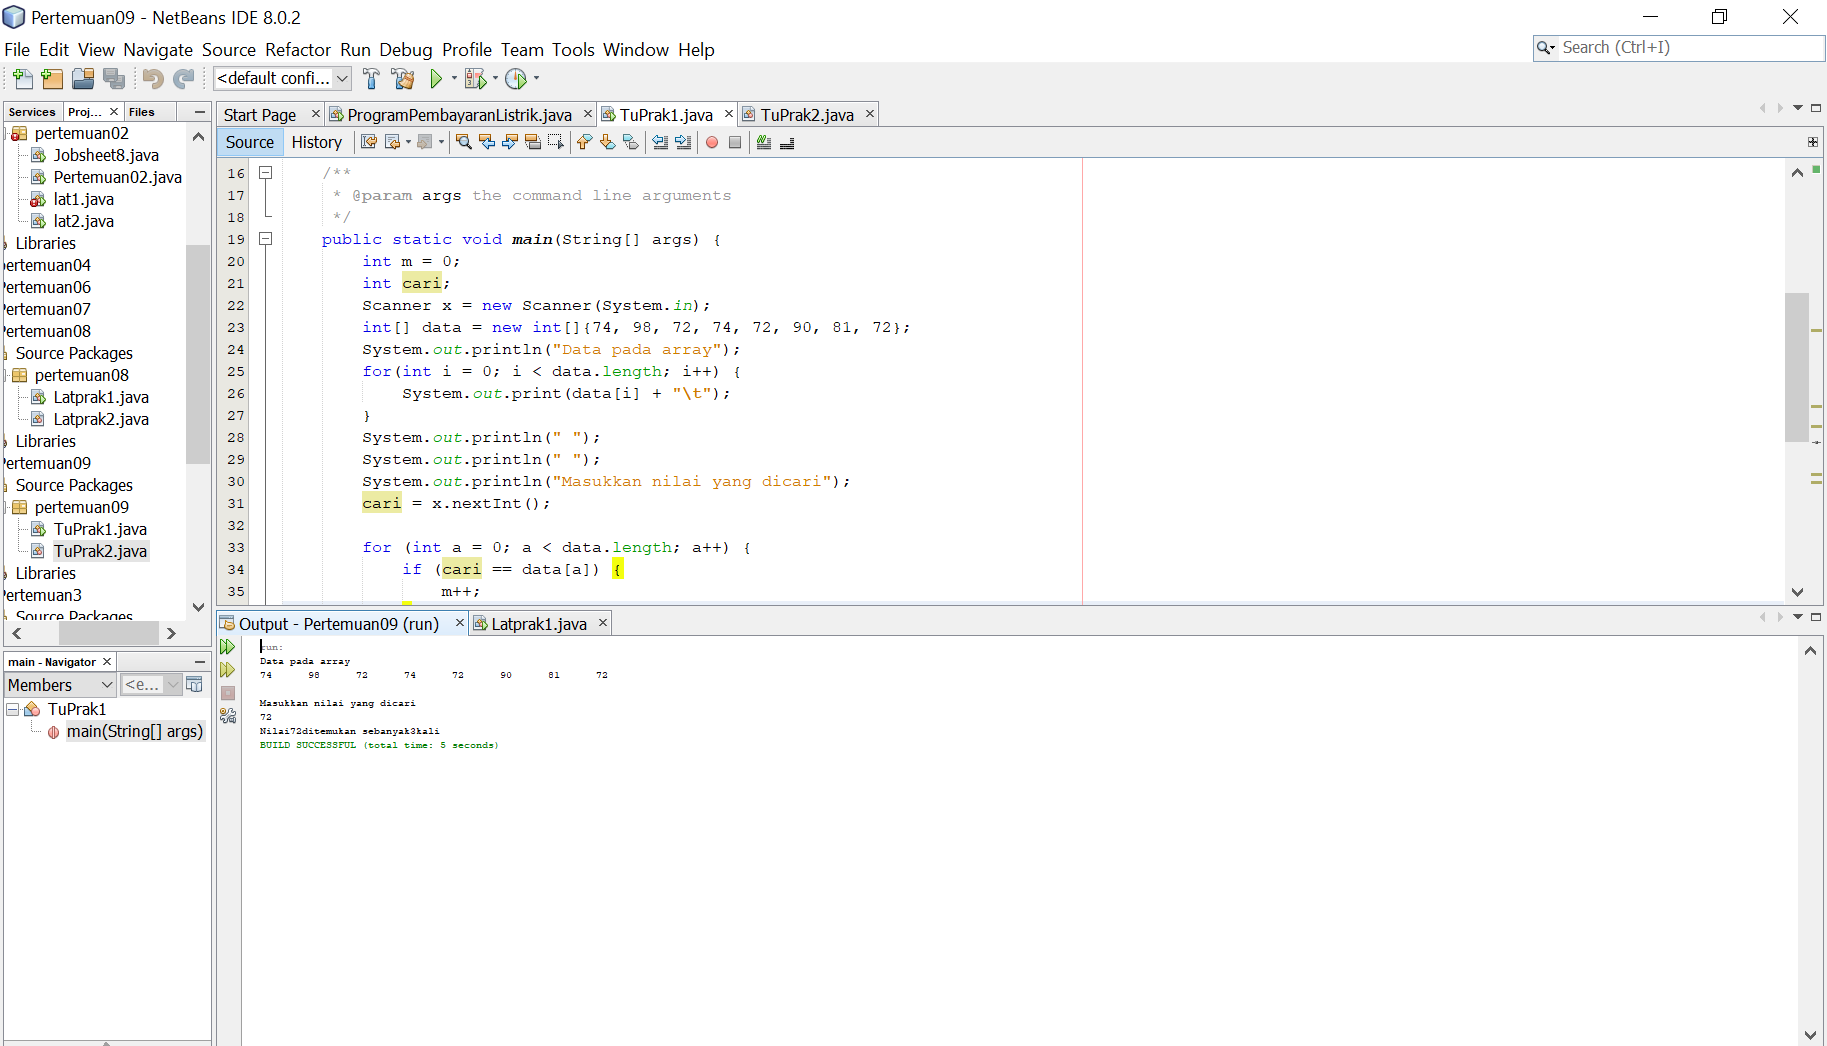 Pertemuan09 - NetBeans IDE 8.0.2
File Edit View Navigate Source Refactor Run Debug Profile Team Tools Window Help
Search (Ctrl+I)
<default confi...
Services Proj... Files
pertemuan02
Jobsheet8.java
Pertemuan02.java
lat1.java
lat2.java
Libraries
ertemuan04
ertemuan06
ertemuan07
ertemuan08
Source Packages
pertemuan08
Latprak1.java
Latprak2.java
Libraries
ertemuan09
Source Packages
pertemuan09
TuPrak1.java
TuPrak2.java
Libraries
ertemuan3
Source Packages
main - Navigator
Members <e...
TuPrak1
main(String[] args)
Start Page ProgramPembayaranListrik.java TuPrak1.java TuPrak2.java
Source History
16 /**
17 * @param args the command line arguments
18 */
19 public static void main(String[] args) {
20 int m = 0;
21 int cari;
22 Scanner x = new Scanner(System.in);
23 int[] data = new int[]{74, 98, 72, 74, 72, 90, 81, 72};
24 System.out.println("Data pada array");
25 for(int i = 0; i < data.length; i++) {
26 System.out.print(data[i] + "\t");
27 }
28 System.out.println(" ");
29 System.out.println(" ");
30 System.out.println("Masukkan nilai yang dicari");
31 cari = x.nextInt();
32
33 for (int a = 0; a < data.length; a++) {
34 if (cari == data[a]) {
35 m++;
Output - Pertemuan09 (run) Latprak1.java
run:
Data pada array
74 98 72 74 72 90 81 72
Masukkan nilai yang dicari
72
Nilai72ditemukan sebanyak3kali
BUILD SUCCESSFUL (total time: 5 seconds)